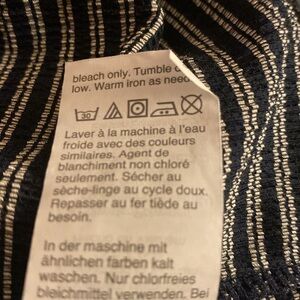 bleach only. Tumble
low. Warm iron as need
30
Laver à la machine à l'eau
froide avec des couleurs
similaires. Agent de
blanchiment non chloré
seulement. Sécher au
sèche-linge au cycle doux.
Repasser au fer tiède au
besoin.
In der maschine mit
ähnlichen farben kalt
waschen. Nur chlorfreies
bleichmittel verwenden. Bei